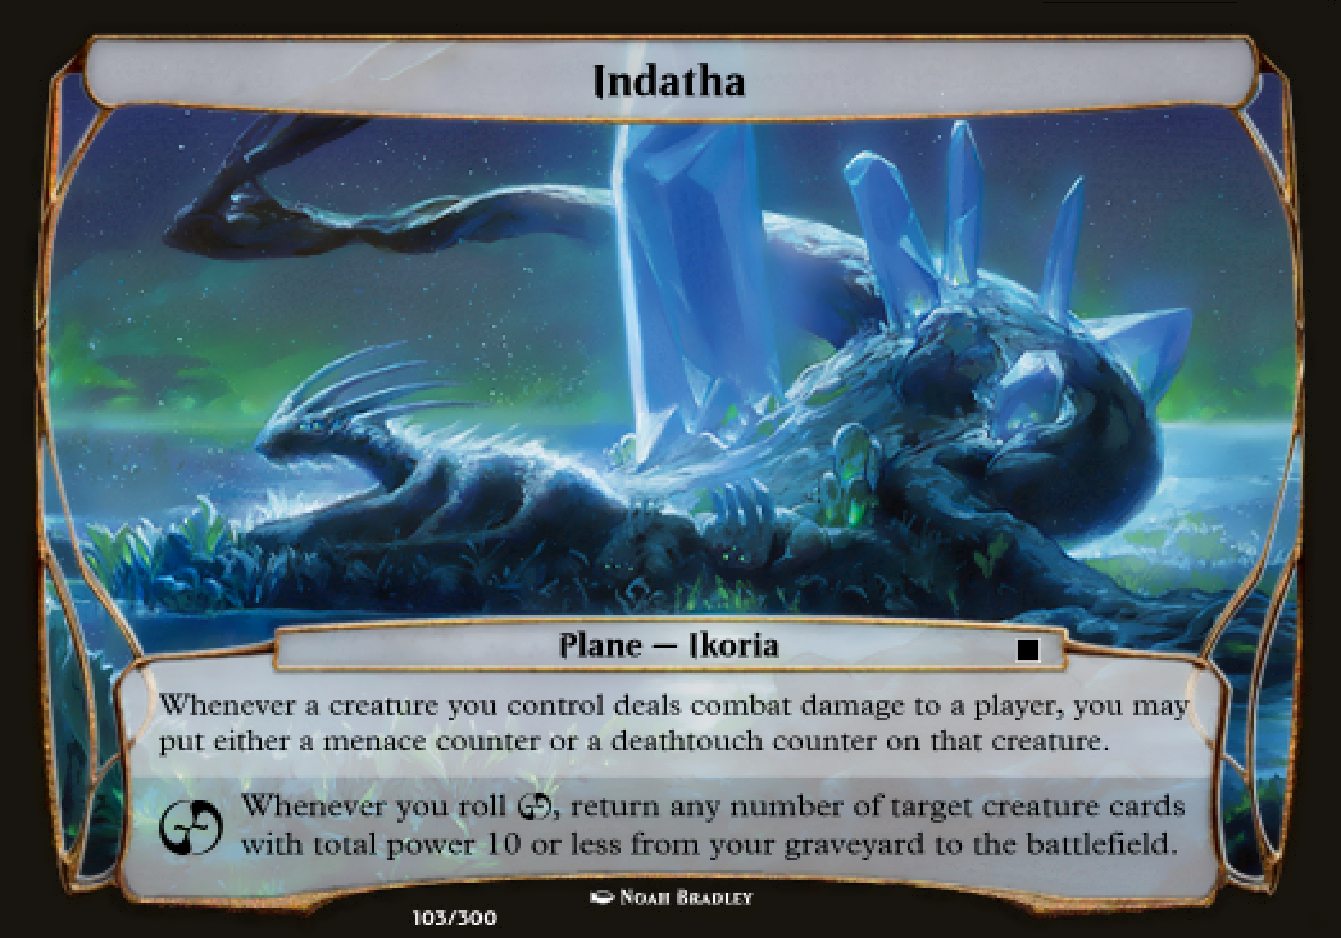 Indatha
Plane — Ikoria
Whenever a creature you control deals combat damage to a player, you may
put either a menace counter or a deathtouch counter on that creature.
Whenever you roll , return any number of target creature cards
with total power 10 or less from your graveyard to the battlefield.
Noah Bradley
103/300